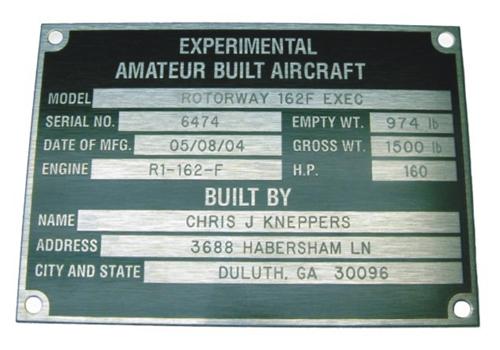 EXPERIMENTAL
AMATEUR BUILT AIRCRAFT
MODEL ROTORWAY 162F EXEC
SERIAL NO. 6474 EMPTY WT. 974 lb
DATE OF MFG. 05/08/04 GROSS WT. 1500 lb
ENGINE R1-162-F H.P. 160
BUILT BY
NAME CHRIS J KNEPPERS
ADDRESS 3688 HABERSHAM LN
CITY AND STATE DULUTH, GA 30096